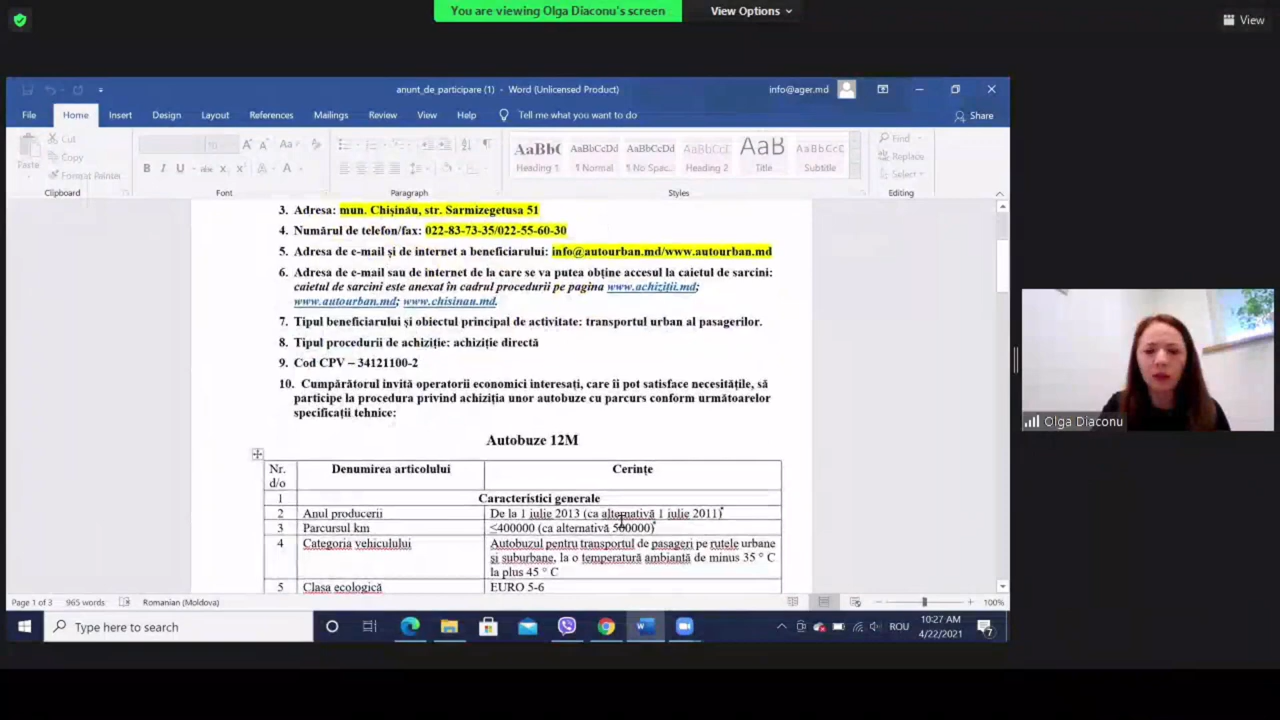 You are viewing Olga Diaconu's screen
View Options
View
anunt_de_participare (1) - Word (Unlicensed Product)
info@ager.md
File Home Insert Design Layout References Mailings Review View Help Tell me what you want to do
Share
Paste
Cut
Copy
Format Painter
Clipboard
Font
Paragraph
AaBbC Heading 1
AaBbCcDd ¶ Normal
AaBbCcDd ¶ No Spac...
AaBbCcDd Heading 2
AaB Title
AaBbCcD Subtitle
Styles
Find
Replace
Select
Editing
3. Adresa: mun. Chișinău, str. Sarmizegetusa 51
4. Numărul de telefon/fax: 022-83-73-35/022-55-60-30
5. Adresa de e-mail și de internet a beneficiarului: info@autourban.md/www.autourban.md
6. Adresa de e-mail sau de internet de la care se va putea obține accesul la caietul de sarcini:
caietul de sarcini este anexat în cadrul procedurii pe pagina www.achiziții.md;
www.autourban.md; www.chisinau.md.
7. Tipul beneficiarului și obiectul principal de activitate: transportul urban al pasagerilor.
8. Tipul procedurii de achiziție: achiziție directă
9. Cod CPV – 34121100-2
10. Cumpărătorul invită operatorii economici interesați, care îi pot satisface necesitățile, să
participe la procedura privind achiziția unor autobuze cu parcurs conform următoarelor
specificații tehnice:
Autobuze 12M
Nr. d/o Denumirea articolului Cerințe
1 Caracteristici generale
2 Anul producerii De la 1 iulie 2013 (ca alternativă 1 iulie 2011)*
3 Parcursul km ≤400000 (ca alternativă 500000)*
4 Categoria vehiculului Autobuzul pentru transportul de pasageri pe rutele urbane
și suburbane, la o temperatură ambiantă de minus 35 ° C
la plus 45 ° C
5 Clasa ecologică EURO 5-6
Page 1 of 3 965 words Romanian (Moldova)
100%
Type here to search
ROU
10:27 AM
4/22/2021
7
Olga Diaconu